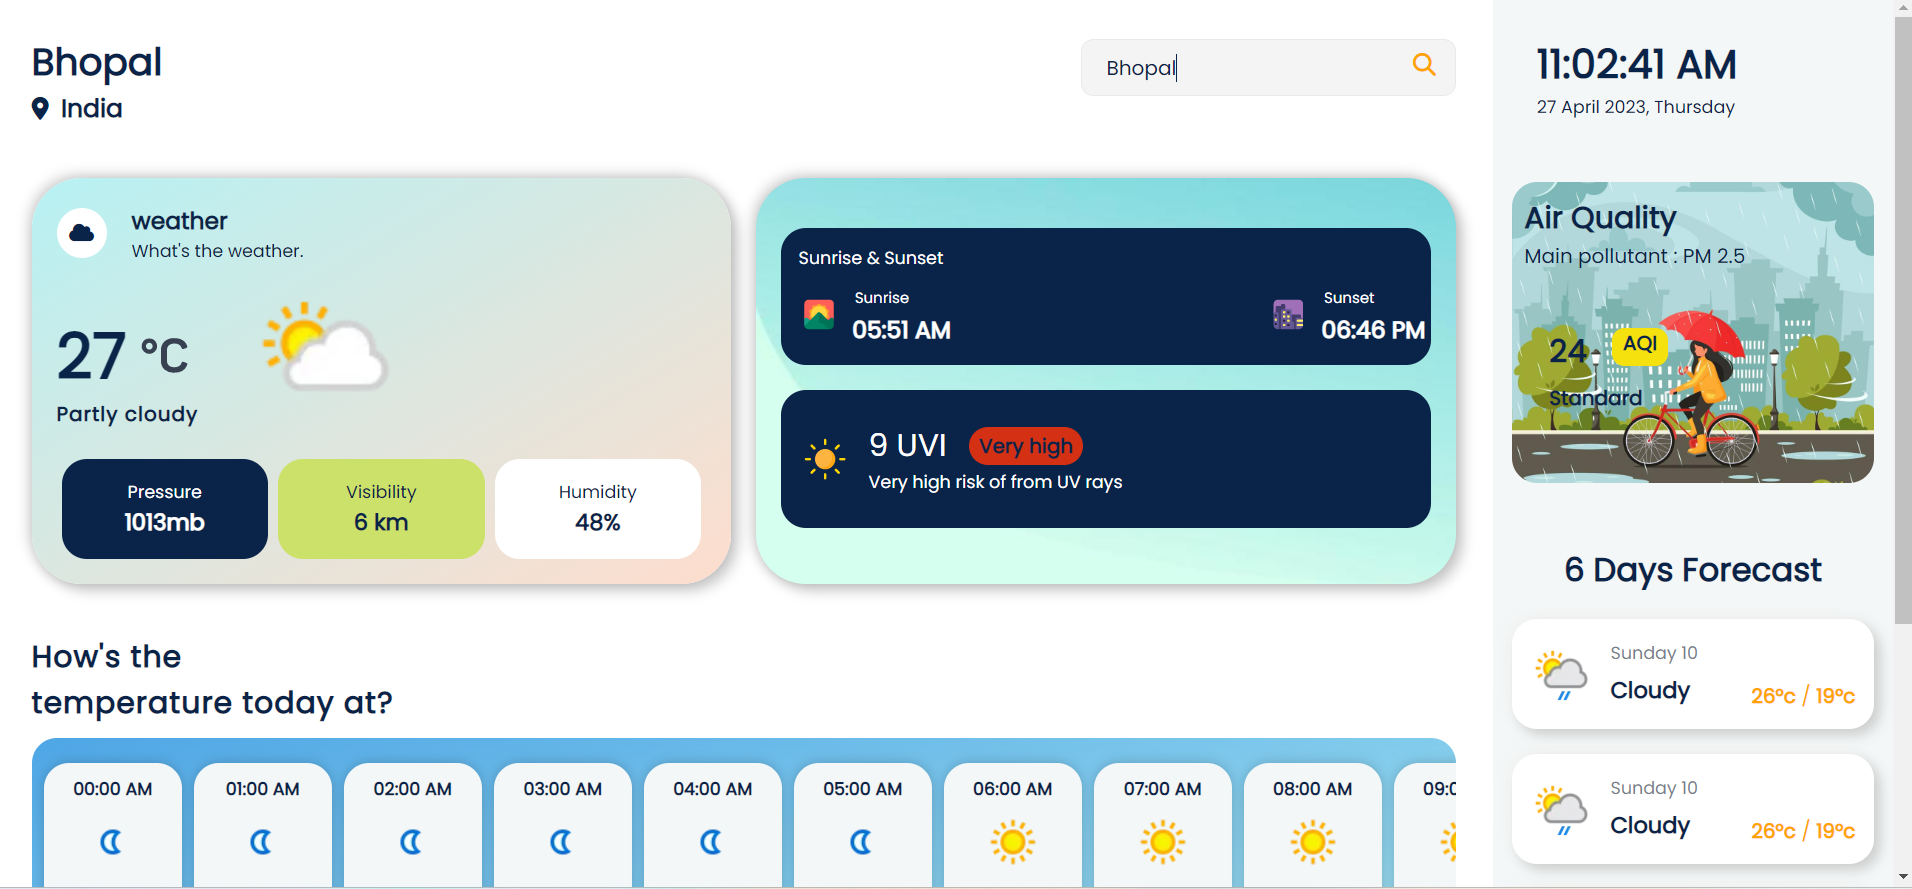 Bhopal
India
Bhopal
11:02:41 AM
27 April 2023, Thursday
weather
What's the weather.
27 °C
Partly cloudy
Pressure
1013mb
Visibility
6 km
Humidity
48%
Sunrise & Sunset
Sunrise
05:51 AM
Sunset
06:46 PM
9 UVI Very high
Very high risk of from UV rays
Air Quality
Main pollutant : PM 2.5
24 AQI
Standard
6 Days Forecast
Sunday 10
Cloudy 26°c / 19°c
Sunday 10
Cloudy 26°c / 19°c
How's the
temperature today at?
00:00 AM 01:00 AM 02:00 AM 03:00 AM 04:00 AM 05:00 AM 06:00 AM 07:00 AM 08:00 AM